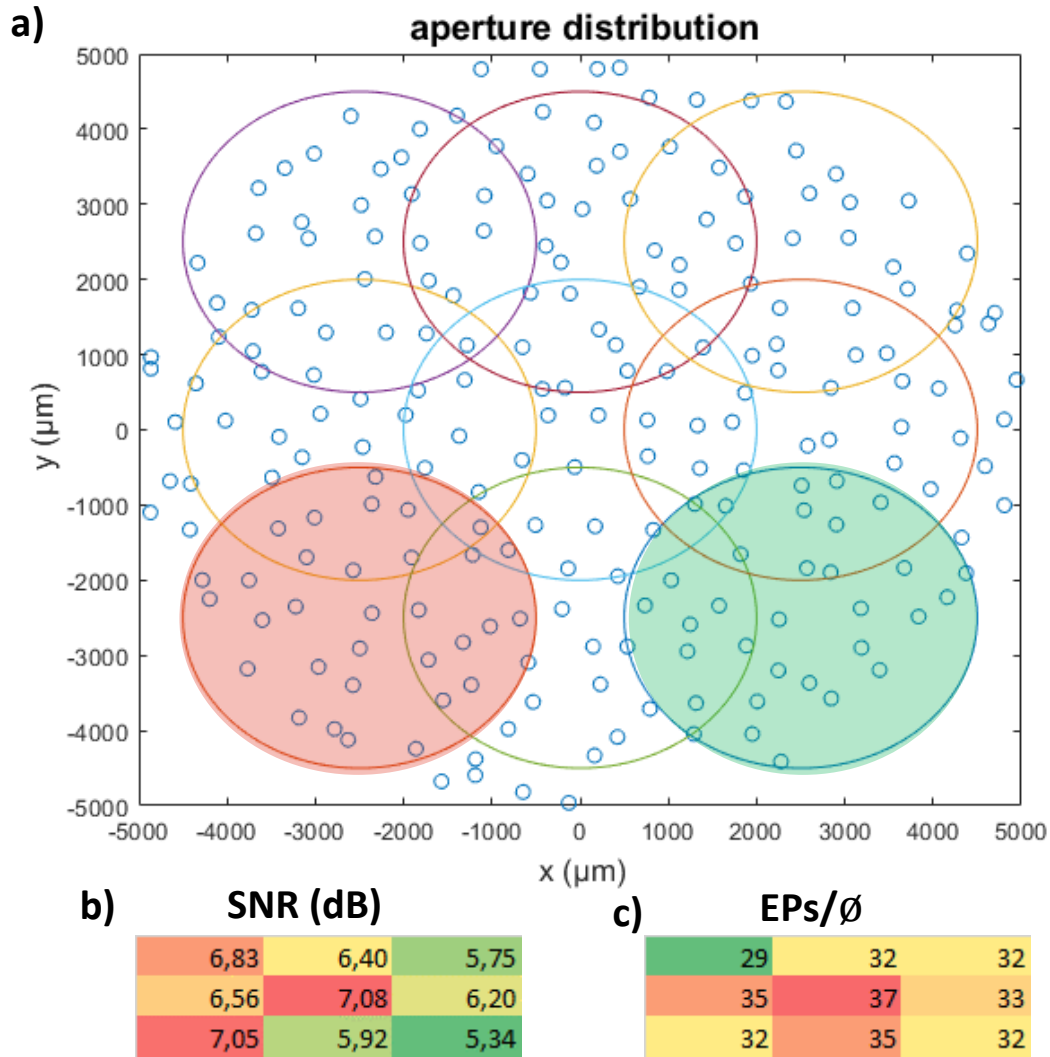 a)
aperture distribution
5000
4000
3000
2000
1000
0
-1000
-2000
-3000
-4000
-5000
y (µm)
-5000 -4000 -3000 -2000 -1000 0 1000 2000 3000 4000 5000
x (µm)
b) SNR (dB)
6,83 6,40 5,75
6,56 7,08 6,20
7,05 5,92 5,34
c) EPs/Ø
29 32 32
35 37 33
32 35 32